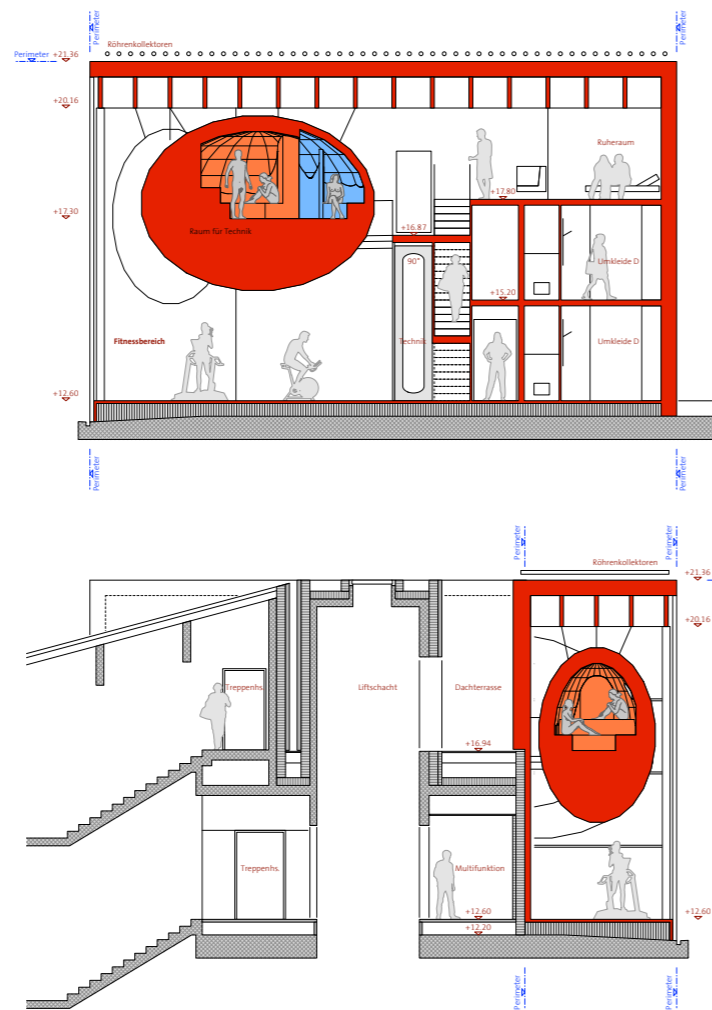 Perimeter
Perimeter
Röhrenkollektoren
Perimeter
+21.36
+20.16
Ruheraum
+17.80
+17.30
+16.87
Raum für Technik
90°
Umkleide D
+15.20
Fitnessbereich
Technik
Umkleide D
+12.60
Perimeter
Perimeter
Perimeter
Perimeter
Röhrenkollektoren
+21.36
+20.16
Treppenhs.
Liftschacht
Dachterrasse
+16.94
Treppenhs.
Multifunktion
+12.60
+12.60
+12.20
Perimeter
Perimeter